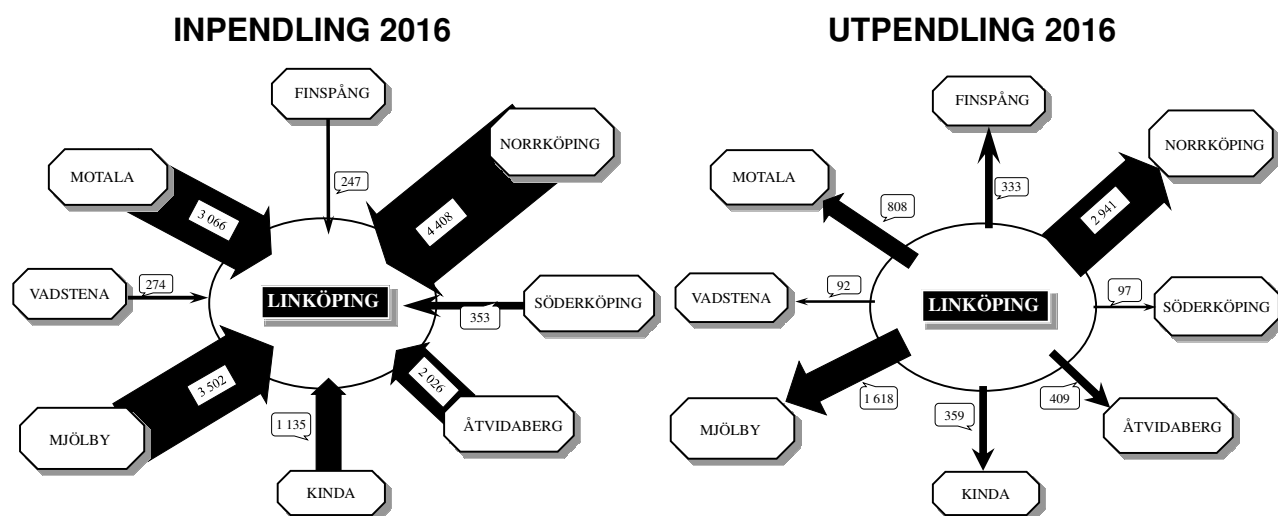 INPENDLING 2016
FINSPÅNG
NORRKÖPING
MOTALA
247
3 066
4 408
VADSTENA
274
LINKÖPING
353
SÖDERKÖPING
3 502
2 026
MJÖLBY
1 135
ÅTVIDABERG
KINDA
UTPENDLING 2016
FINSPÅNG
NORRKÖPING
MOTALA
808
333
2 941
VADSTENA
92
LINKÖPING
97
SÖDERKÖPING
1 618
359
409
MJÖLBY
ÅTVIDABERG
KINDA